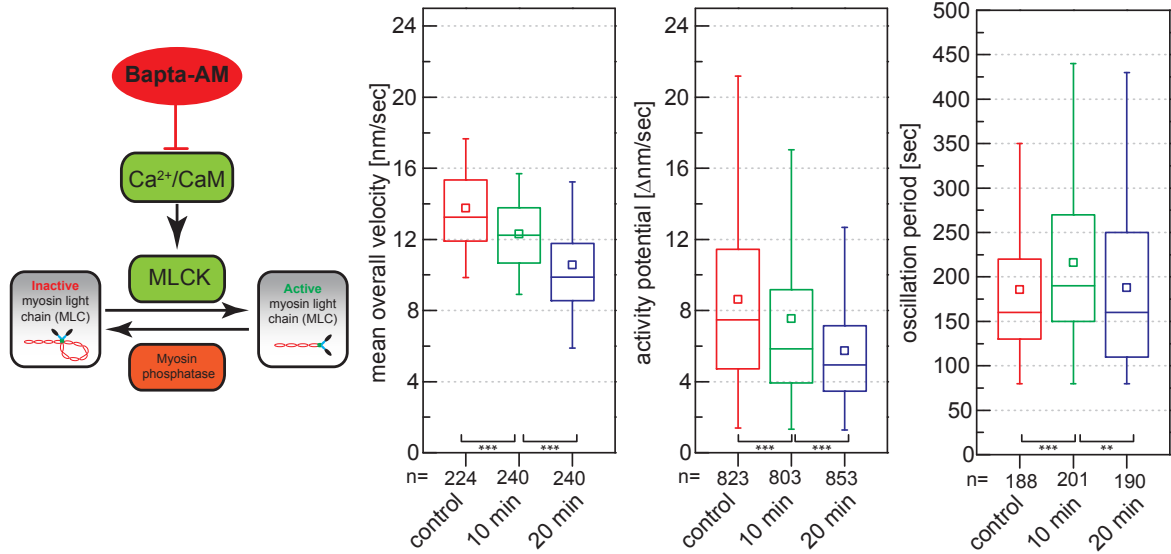 Bapta-AM
Ca²⁺/CaM
MLCK
Inactive
myosin light
chain (MLC)
Active
myosin light
chain (MLC)
Myosin
phosphatase
mean overall velocity [nm/sec]
24
20
16
12
8
4
0
*** ***
n= 224 240 240
control 10 min 20 min
activity potential [Δnm/sec]
24
20
16
12
8
4
0
*** ***
n= 823 803 853
control 10 min 20 min
oscillation period [sec]
500
450
400
350
300
250
200
150
100
50
0
*** **
n= 188 201 190
control 10 min 20 min